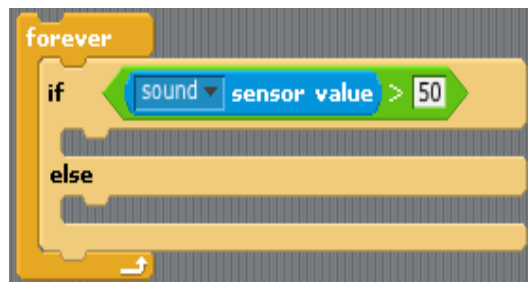 forever
if sound sensor value > 50
else